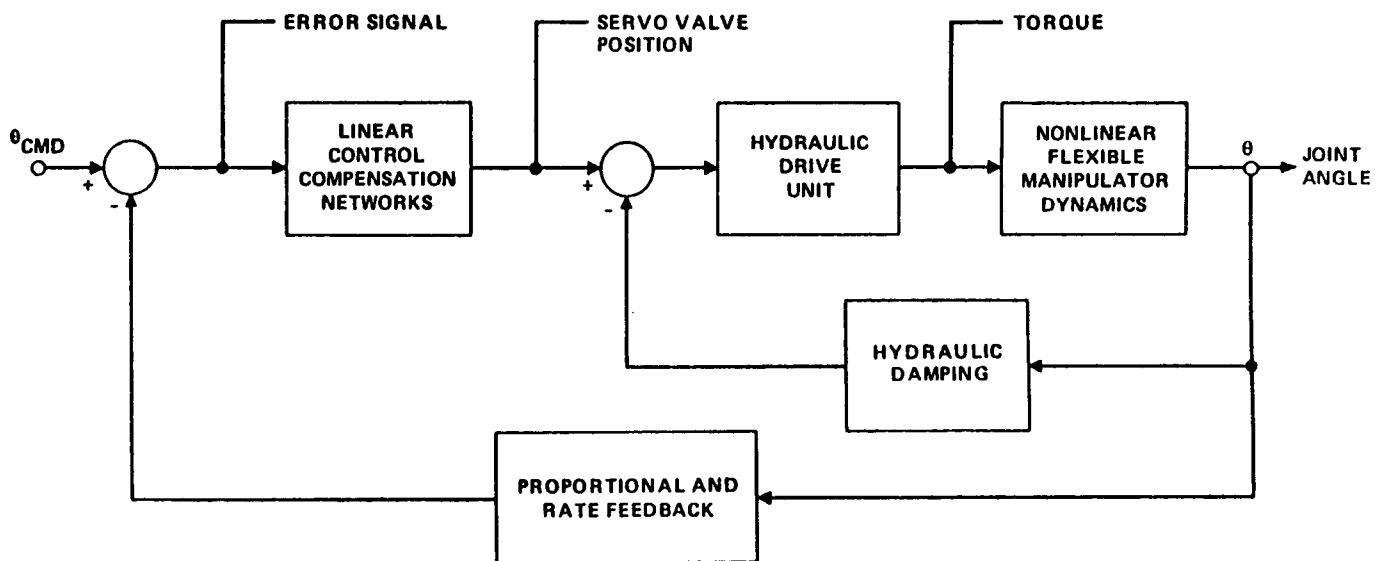 ERROR SIGNAL
SERVO VALVE
POSITION
TORQUE
θCMD
+
-
LINEAR
CONTROL
COMPENSATION
NETWORKS
+
-
HYDRAULIC
DRIVE
UNIT
NONLINEAR
FLEXIBLE
MANIPULATOR
DYNAMICS
θ
JOINT
ANGLE
HYDRAULIC
DAMPING
PROPORTIONAL AND
RATE FEEDBACK